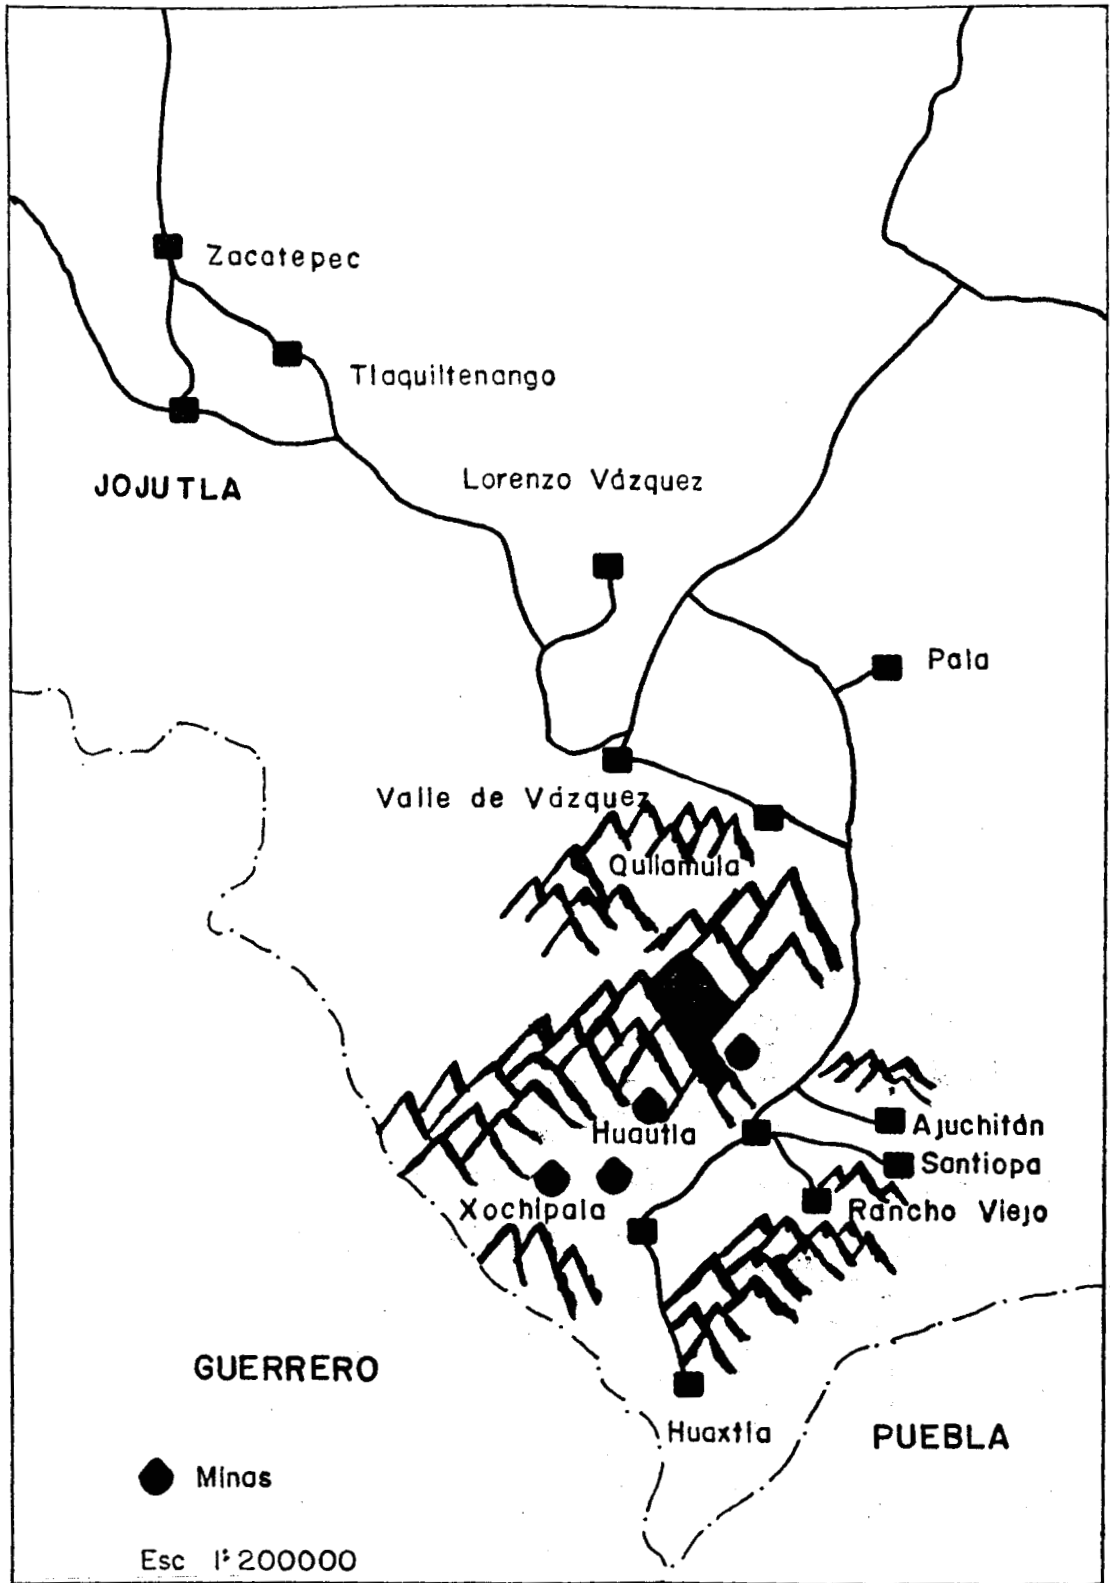 Zacatepec
Tlaquiltenango
JOJUTLA
Lorenzo Vázquez
Pala
Valle de Vázquez
Quilamula
Huautla
Ajuchitán
Santiopa
Xochipala
Rancho Viejo
GUERRERO
Huaxtla
PUEBLA
Minas
Esc 1:200000